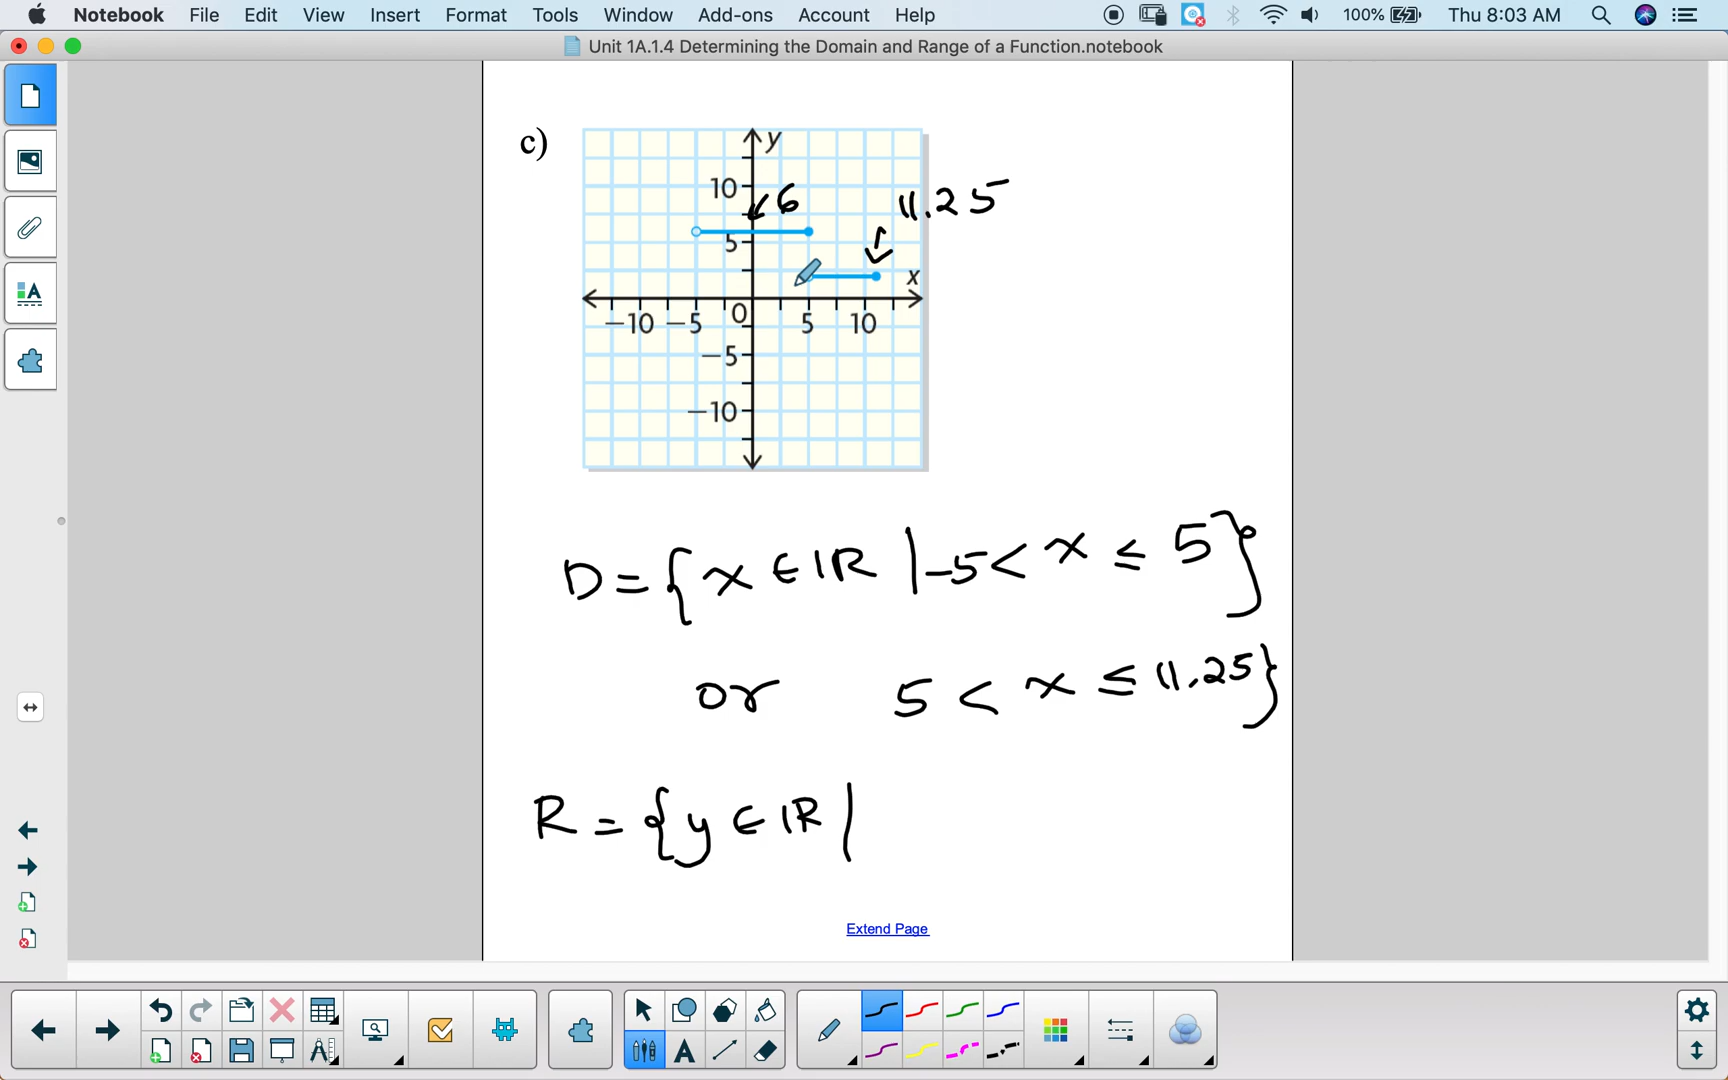 Notebook File Edit View Insert Format Tools Window Add-ons Account Help 100% Thu 8:03 AM
Unit 1A.1.4 Determining the Domain and Range of a Function.notebook
c)
y
10
6
11.25
5
x
−10 −5 0 5 10
−5
−10
D = {x ∈ ℝ | -5 < x ≤ 5}
or 5 < x ≤ 11.25}
R = {y ∈ ℝ |
Extend Page
A
A